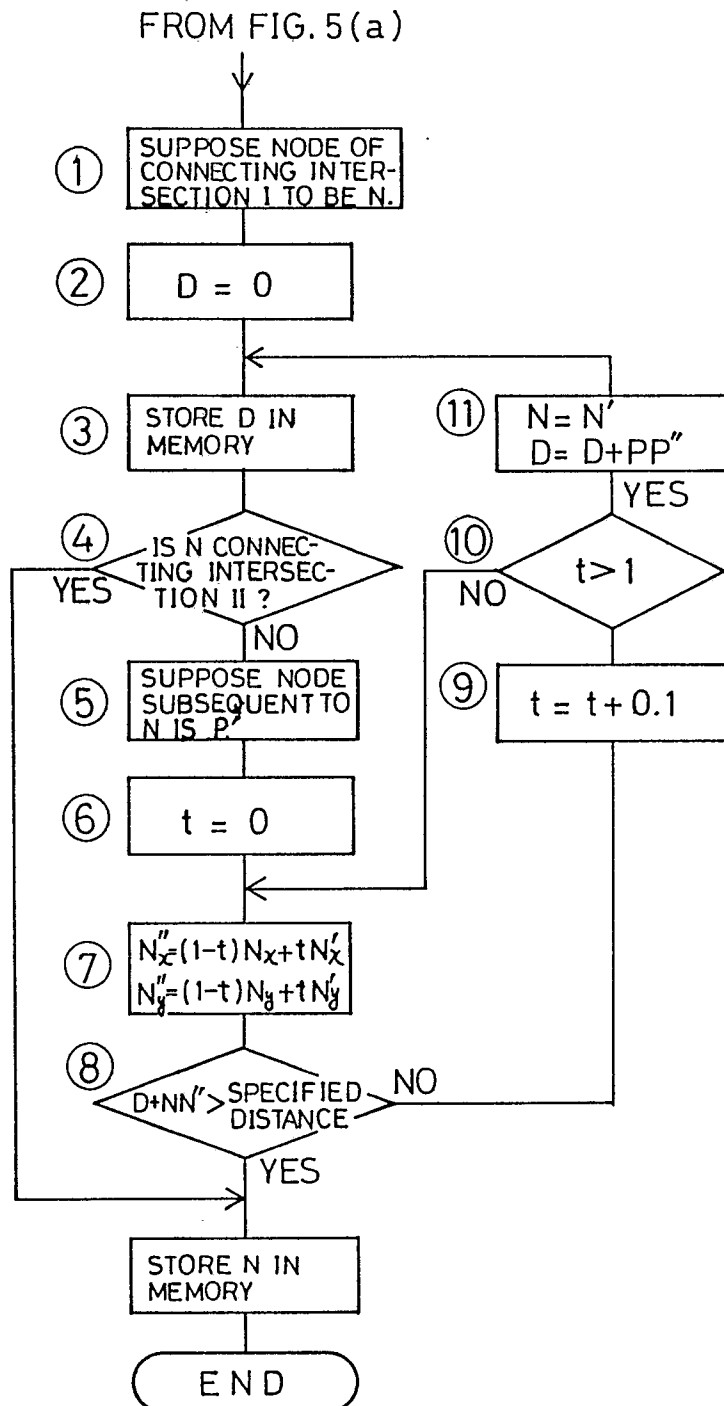 FROM FIG. 5(a)
① SUPPOSE NODE OF
CONNECTING INTER-
SECTION I TO BE N.
② D = 0
③ STORE D IN
MEMORY
④ IS N CONNEC-
TING INTERSEC-
TION II ?
YES
NO
⑤ SUPPOSE NODE
SUBSEQUENT TO
N IS P.'
⑥ t = 0
⑦ N''x=(1-t)Nx+tN'x
N''y=(1-t)Ny+tN'y
⑧ D+NN''> SPECIFIED
DISTANCE
NO
YES
⑨ t = t+0.1
⑩ t>1
NO
YES
⑪ N=N'
D=D+PP''
STORE N IN
MEMORY
END